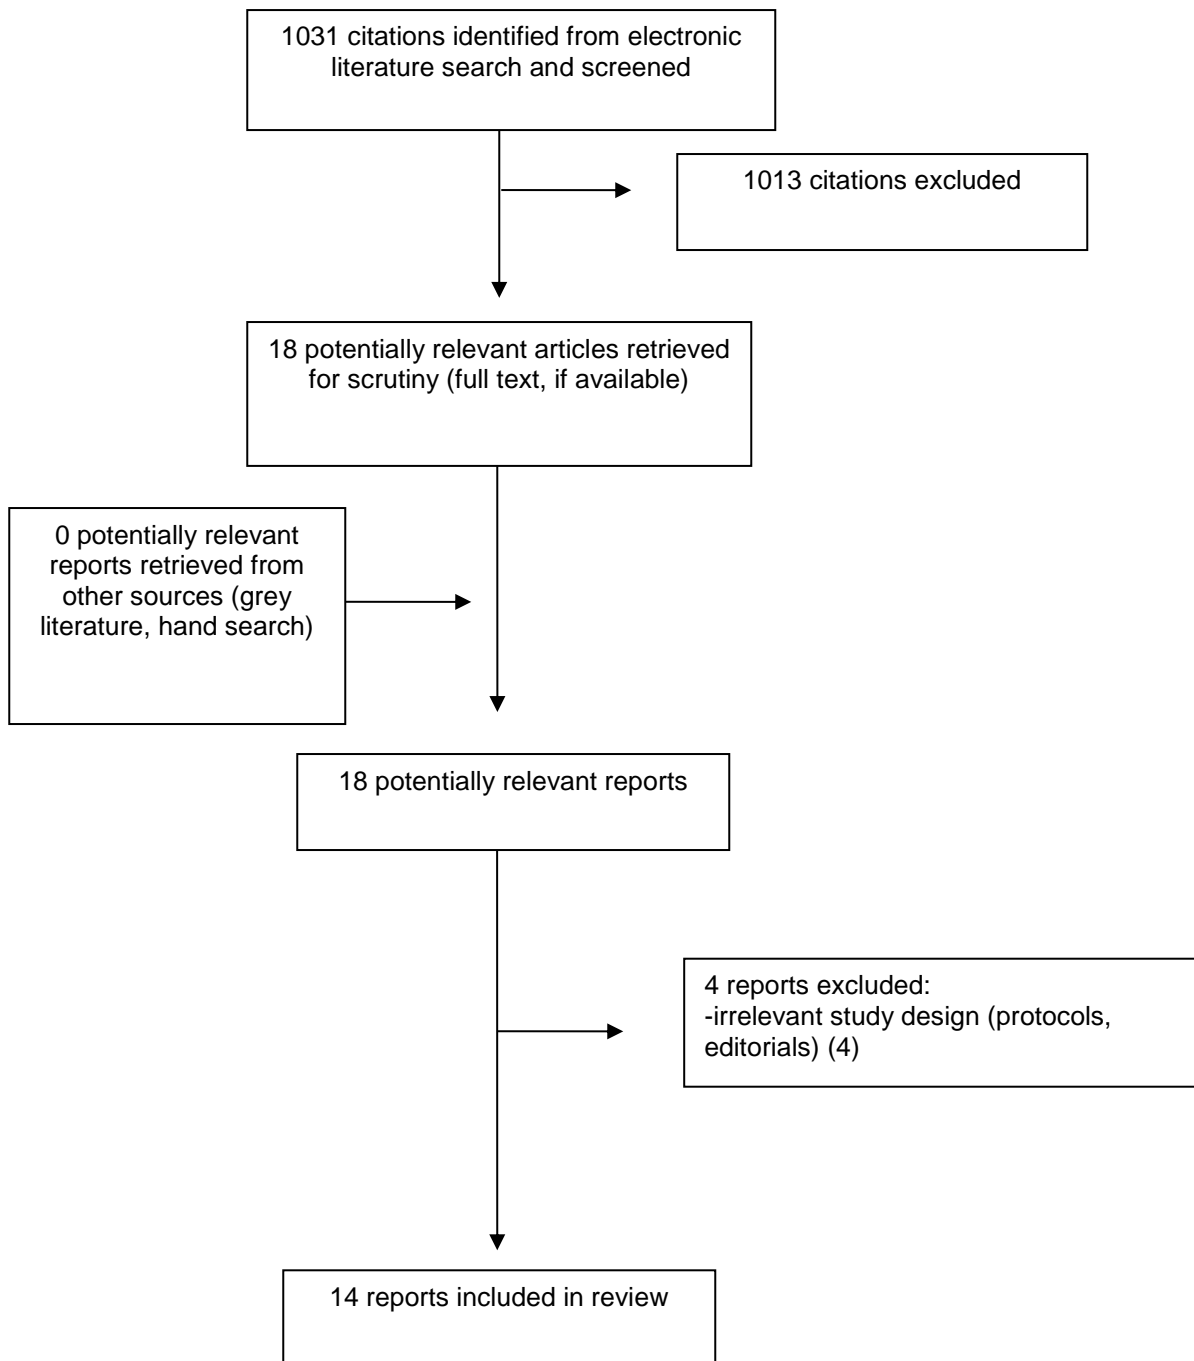 1031 citations identified from electronic
literature search and screened
1013 citations excluded
18 potentially relevant articles retrieved
for scrutiny (full text, if available)
0 potentially relevant
reports retrieved from
other sources (grey
literature, hand search)
18 potentially relevant reports
4 reports excluded:
-irrelevant study design (protocols,
editorials) (4)
14 reports included in review